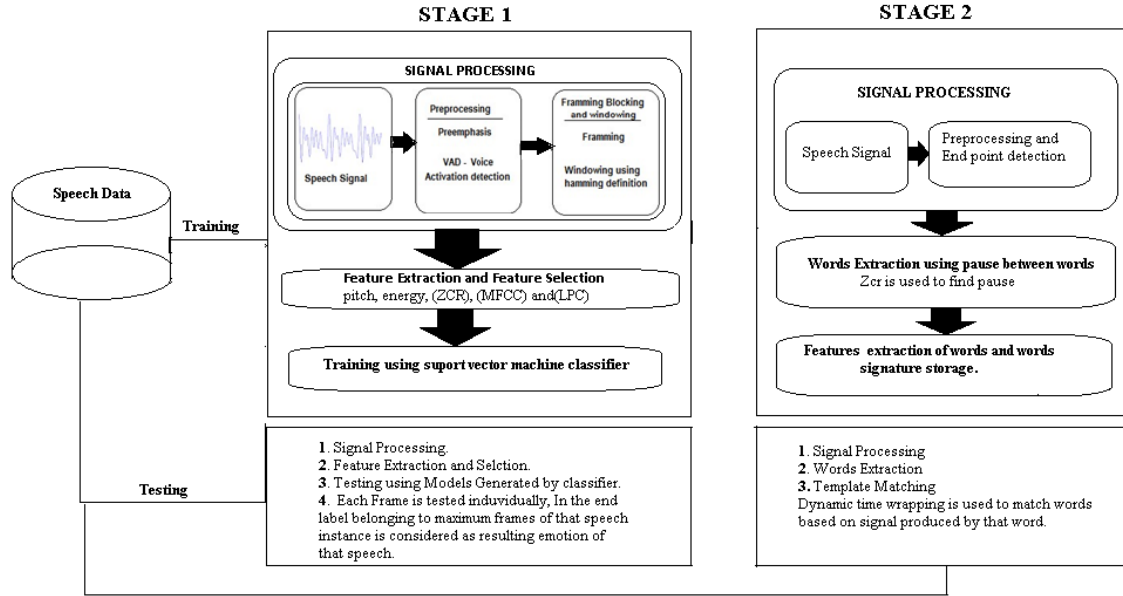 STAGE 1
SIGNAL PROCESSING
Speech Signal
Preprocessing
Preemphasis
VAD - Voice
Activation detection
Framming Blocking
and windowing
Framming
Windowing using
hamming definition
Feature Extraction and Feature Selection
pitch, energy, (ZCR), (MFCC) and(LPC)
Training using suport vector machine classifier
Speech Data
Training
Testing
1. Signal Processing.
2. Feature Extraction and Selction.
3. Testing using Models Generated by classifier.
4. Each Frame is tested induvividually, In the end
label belonging to maximum frames of that speech
instance is considered as resulting emotion of
that speech.
STAGE 2
SIGNAL PROCESSING
Speech Signal
Preprocessing and
End point detection
Words Extraction using pause between words
Zcr is used to find pause
Features extraction of words and words
signature storage.
1. Signal Processing
2. Words Extraction
3. Template Matching
Dynamic time wrapping is used to match words
based on signal produced by that word.